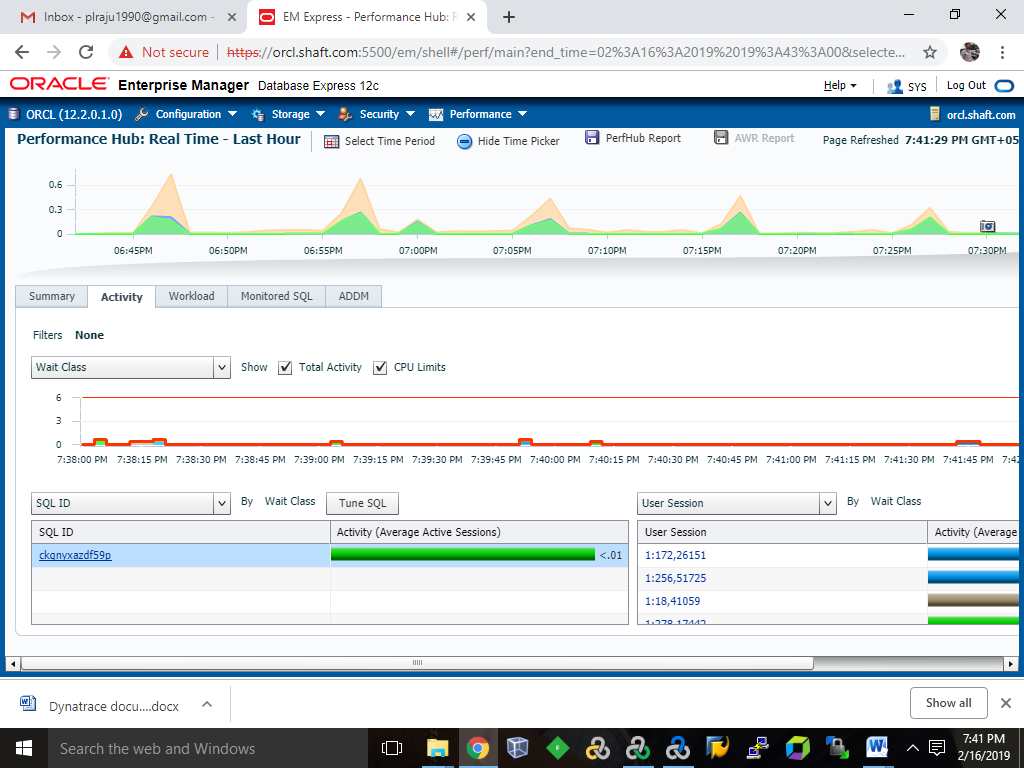 Inbox - plraju1990@gmail.com -
EM Express - Performance Hub: R
Not secure
https://orcl.shaft.com:5500/em/shell#/perf/main?end_time=02%3A16%3A2019%2019%3A43%3A00&selecte...
ORACLE Enterprise Manager Database Express 12c
Help SYS Log Out
ORCL (12.2.0.1.0) Configuration Storage Security Performance orcl.shaft.com
Performance Hub: Real Time - Last Hour Select Time Period Hide Time Picker PerfHub Report AWR Report Page Refreshed 7:41:29 PM GMT+05
0.6
0.3
0
06:45PM 06:50PM 06:55PM 07:00PM 07:05PM 07:10PM 07:15PM 07:20PM 07:25PM 07:30PM
Summary Activity Workload Monitored SQL ADDM
Filters None
Wait Class Show Total Activity CPU Limits
6
3
0
7:38:00 PM 7:38:15 PM 7:38:30 PM 7:38:45 PM 7:39:00 PM 7:39:15 PM 7:39:30 PM 7:39:45 PM 7:40:00 PM 7:40:15 PM 7:40:30 PM 7:40:45 PM 7:41:00 PM 7:41:15 PM 7:41:30 PM 7:41:45 PM 7:42
SQL ID By Wait Class Tune SQL
SQL ID Activity (Average Active Sessions)
ckqnyxazdf59p <.01
User Session By Wait Class
User Session Activity (Average
1:172,26151
1:256,51725
1:18,41059
1:278,17442
Dynatrace docu....docx
Show all
Search the web and Windows
7:41 PM
2/16/2019